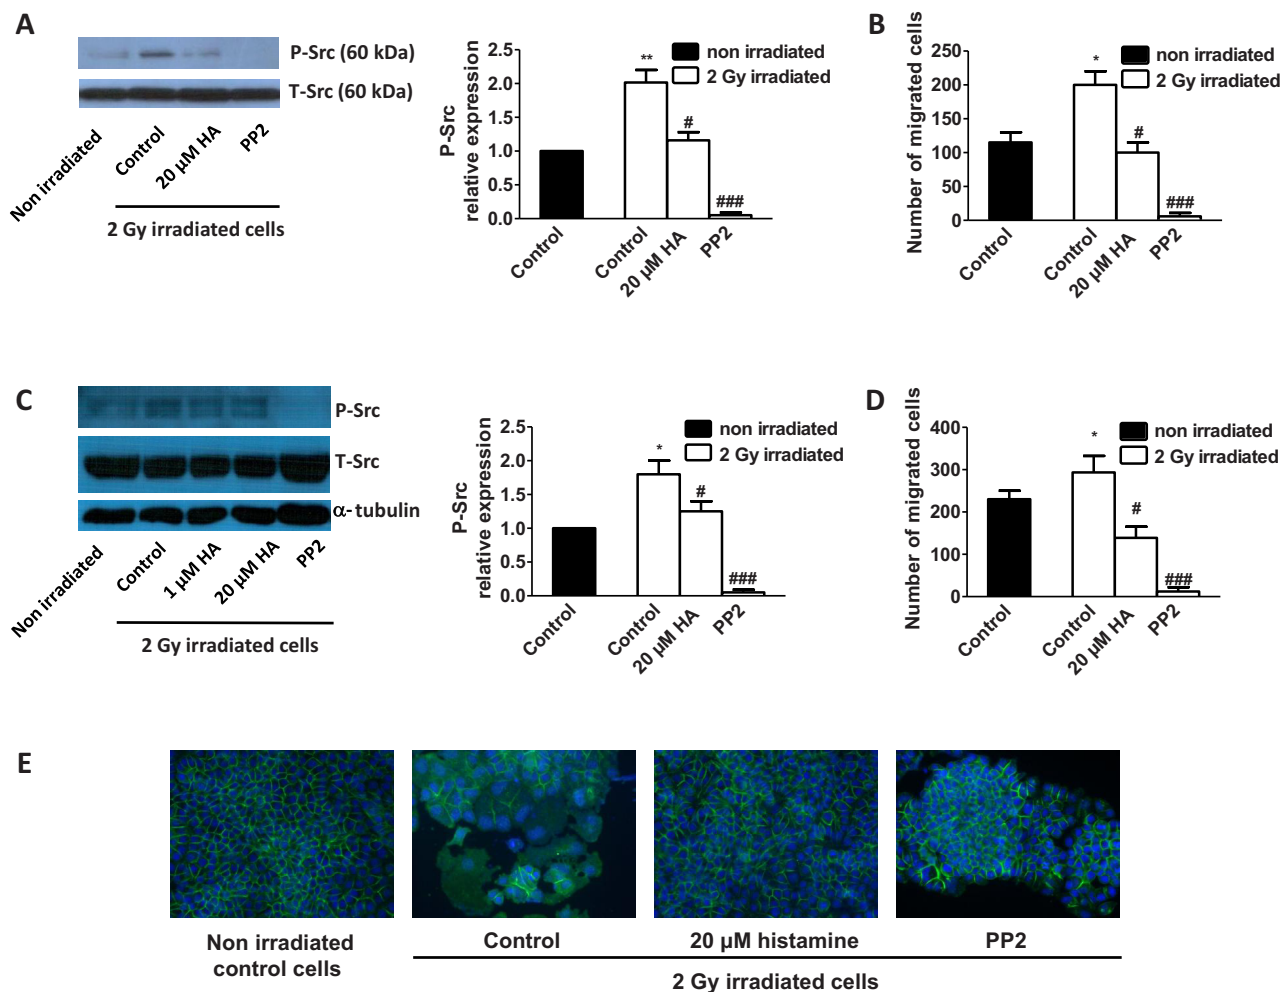 A
P-Src (60 kDa)
T-Src (60 kDa)
Non irradiated
Control
20 µM HA
PP2
2 Gy irradiated cells
P-Src
relative expression
2.5
2.0
1.5
1.0
0.5
0.0
**
#
###
non irradiated
2 Gy irradiated
Control
Control
20 µM HA
PP2
B
Number of migrated cells
250
200
150
100
50
0
*
#
###
non irradiated
2 Gy irradiated
Control
Control
20 µM HA
PP2
C
P-Src
T-Src
α- tubulin
Non irradiated
Control
1 µM HA
20 µM HA
PP2
2 Gy irradiated cells
P-Src
relative expression
2.5
2.0
1.5
1.0
0.5
0.0
*
#
###
non irradiated
2 Gy irradiated
Control
Control
20 µM HA
PP2
D
Number of migrated cells
400
300
200
100
0
*
#
###
non irradiated
2 Gy irradiated
Control
Control
20 µM HA
PP2
E
Non irradiated
control cells
Control
20 µM histamine
PP2
2 Gy irradiated cells